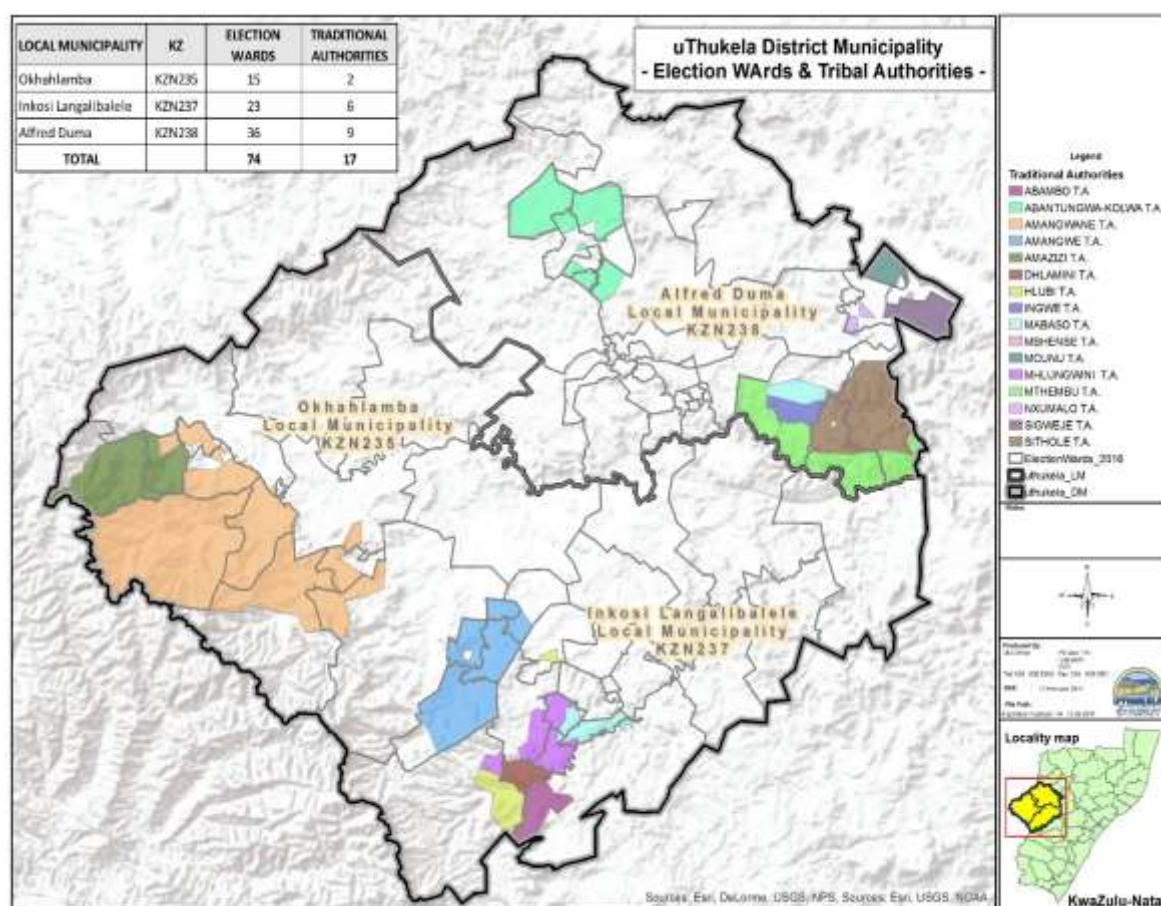 LOCAL MUNICIPALITY KZ ELECTION WARDS TRADITIONAL AUTHORITIES
Okhahlamba KZN235 15 2
Inkosi Langalibalele KZN237 23 6
Alfred Duma KZN238 36 9
TOTAL 74 17
uThukela District Municipality
- Election WArds & Tribal Authorities -
Alfred Duma
Local Municipality
KZN238
Okhahlamba
Local Municipality
KZN235
Inkosi Langalibalele
Local Municipality
KZN237
Sources: Esri, DeLorme, USGS, NPS, Sources: Esri, USGS, NOAA
Legend
Traditional Authorities
ABAMBO T.A.
ABANTUNGWA-KOLWA T.A.
AMANGWANE T.A.
AMANGWE T.A.
AMAZIZI T.A.
DHLAMINI T.A.
HLUBI T.A.
INGWE T.A.
MABASO T.A.
MCUNU T.A.
MHLUNGWINI T.A.
MTHEMBU T.A.
NXUMALO T.A.
SIGWEJE T.A.
SITHOLE T.A.
ElectionWards_2016
uthukela_LM
uthukela_DM
Locality map
KwaZulu-Natal